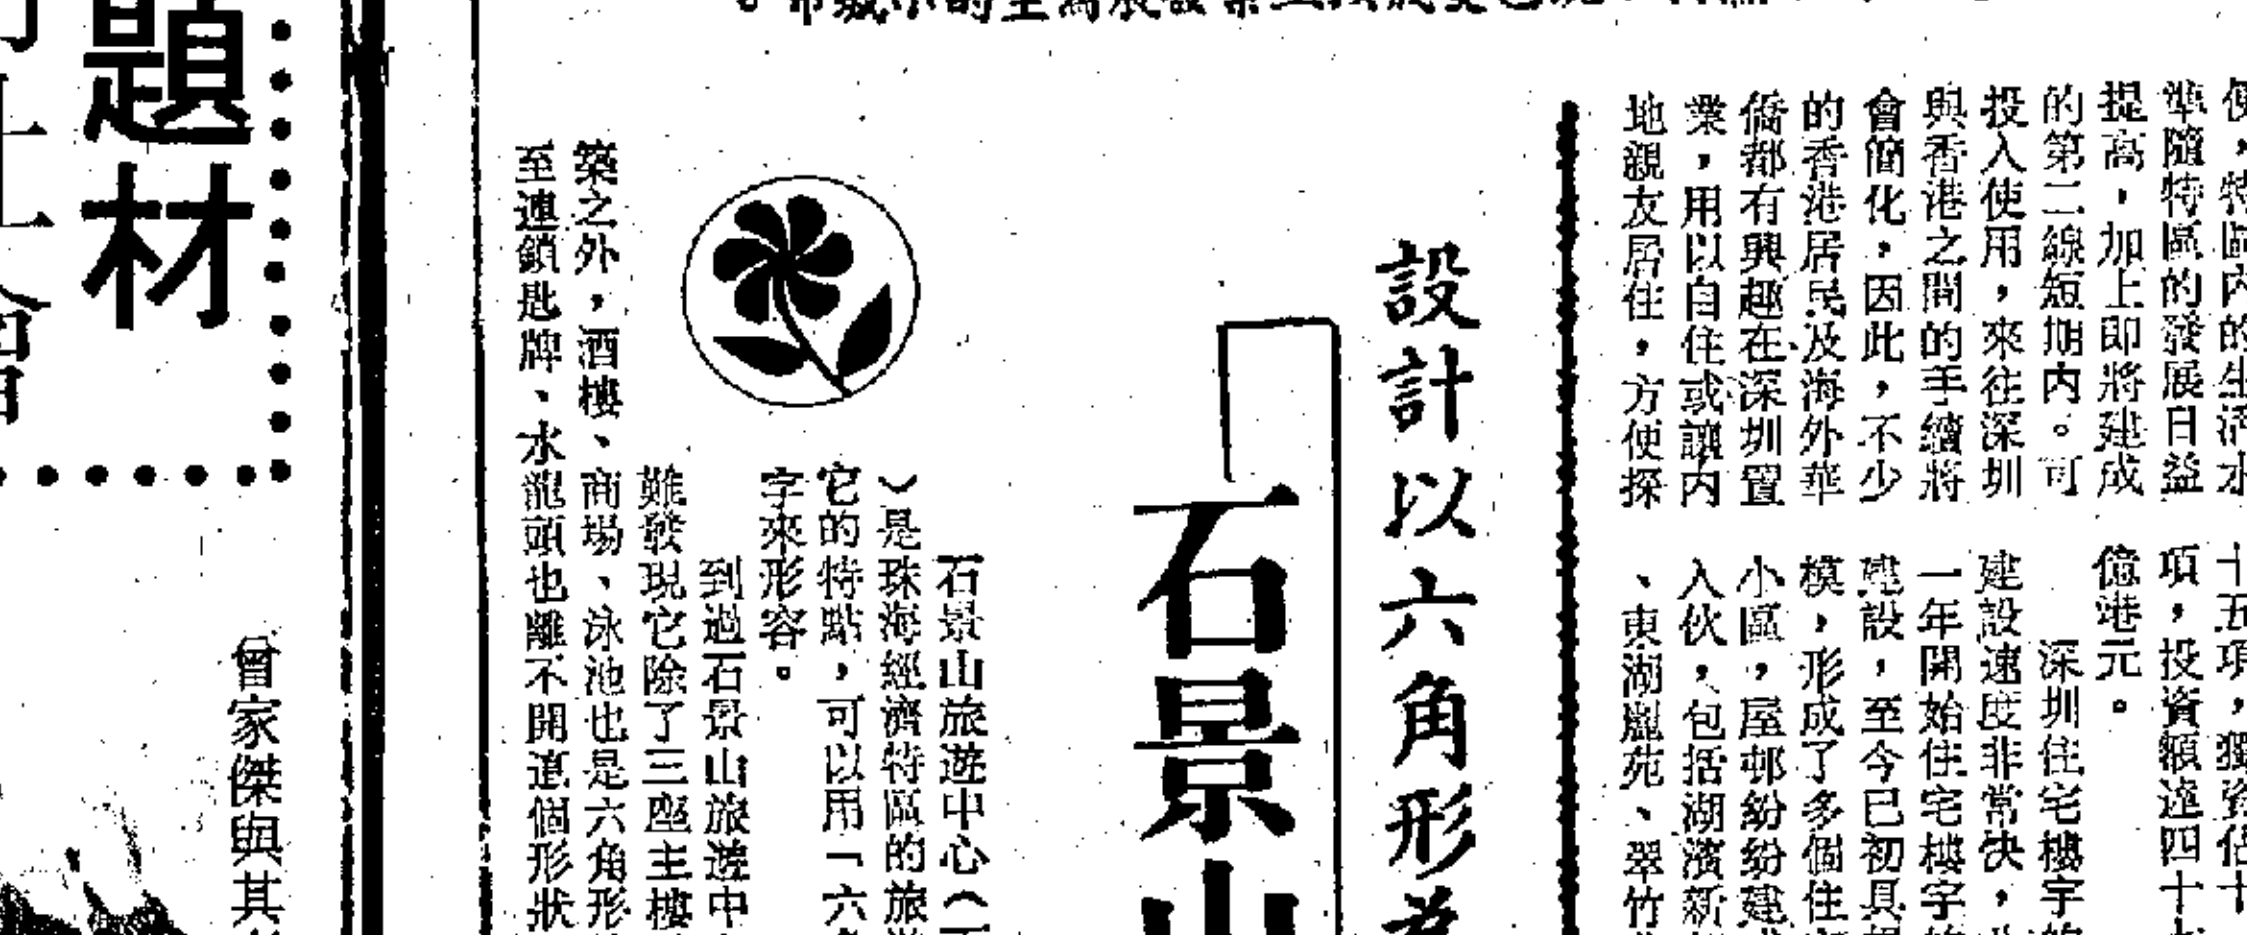 準隨特區的發展日益
提高，加上即將建成
的第二線短期內。可
投入使用，來往深圳
與香港之間的手續將
會簡化，因此，不少
的香港居民及海外華
僑都有興趣在深圳置
業，用以自住或讓內
地親友居住，方便探
項，投資額達四十
億港元。
深圳住宅樓宇
建設速度非常快，
一年開始住宅樓宇
建設，至今已初具
模，形成了多個住
小區，屋邨紛紛建
入伙，包括湖濱新
、東湖麗苑、翠竹
設計以六角形為
石景山
石景山旅遊中心（
）是珠海經濟特區的旅
它的特點，可以用「六
字來形容。
到過石景山旅遊中
難發現它除了三座主樓
築之外，酒樓、商場、泳池也是六角形
至連鎖匙牌、水龍頭也離不開這個形狀
題材
曾家傑與其